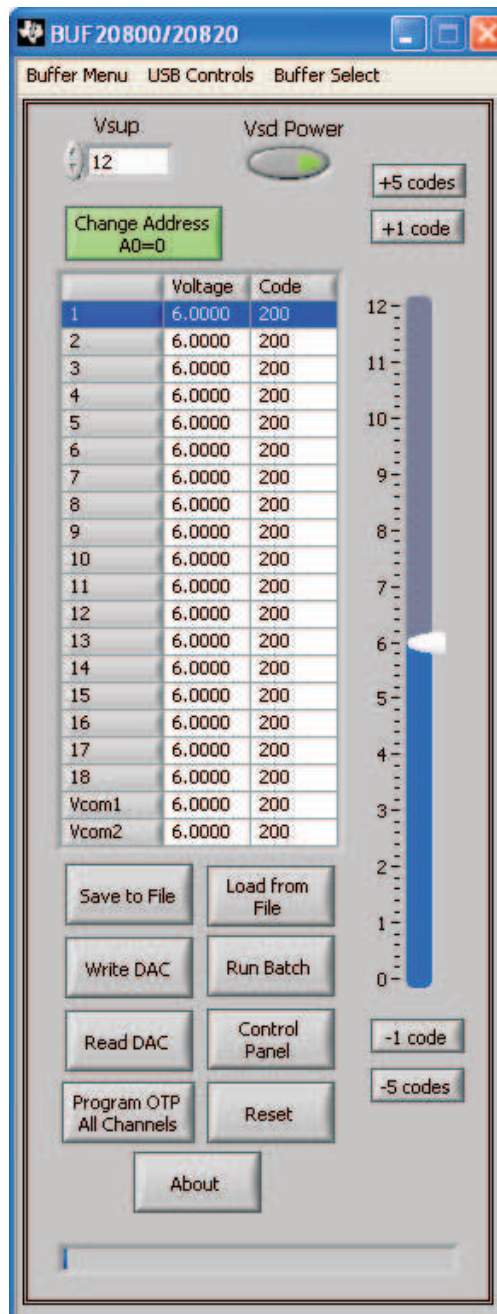 BUF20800/20820
Buffer Menu USB Controls Buffer Select
Vsup
Vsd Power
12
+5 codes
Change Address
A0=0
+1 code
Voltage Code
1 6.0000 200
2 6.0000 200
3 6.0000 200
4 6.0000 200
5 6.0000 200
6 6.0000 200
7 6.0000 200
8 6.0000 200
9 6.0000 200
10 6.0000 200
11 6.0000 200
12 6.0000 200
13 6.0000 200
14 6.0000 200
15 6.0000 200
16 6.0000 200
17 6.0000 200
18 6.0000 200
Vcom1 6.0000 200
Vcom2 6.0000 200
12
11
10
9
8
7
6
5
4
3
2
1
0
Save to File
Load from
File
Write DAC
Run Batch
Read DAC
Control
Panel
-1 code
-5 codes
Program OTP
All Channels
Reset
About